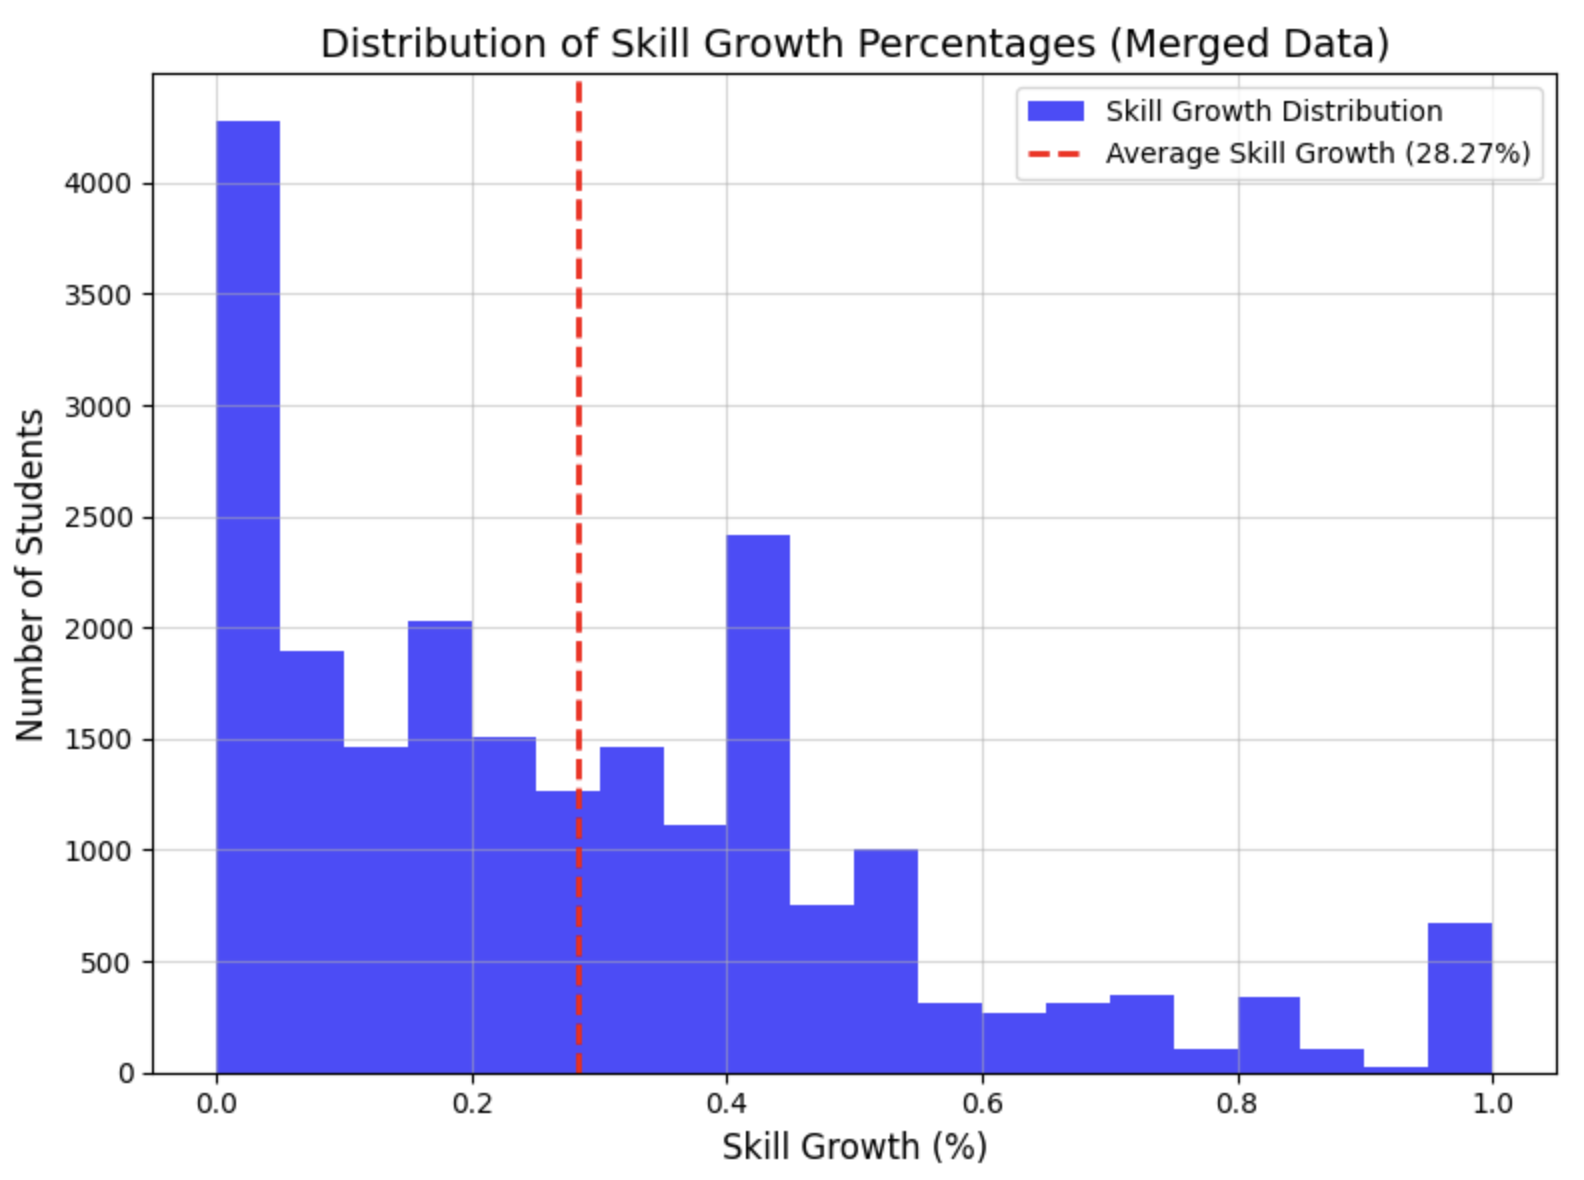 Distribution of Skill Growth Percentages (Merged Data)
Skill Growth Distribution
Average Skill Growth (28.27%)
Number of Students
4000
3500
3000
2500
2000
1500
1000
500
0
0.0 0.2 0.4 0.6 0.8 1.0
Skill Growth (%)